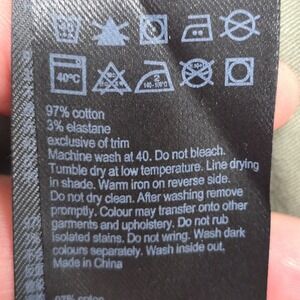 40°C
2
140-160°C
97% cotton
3% elastane
exclusive of trim
Machine wash at 40. Do not bleach.
Tumble dry at low temperature. Line drying
in shade. Warm iron on reverse side.
Do not dry clean. After washing remove
promptly. Colour may transfer onto other
garments and upholstery. Do not rub
isolated stains. Do not wring. Wash dark
colours separately. Wash inside out.
Made in China